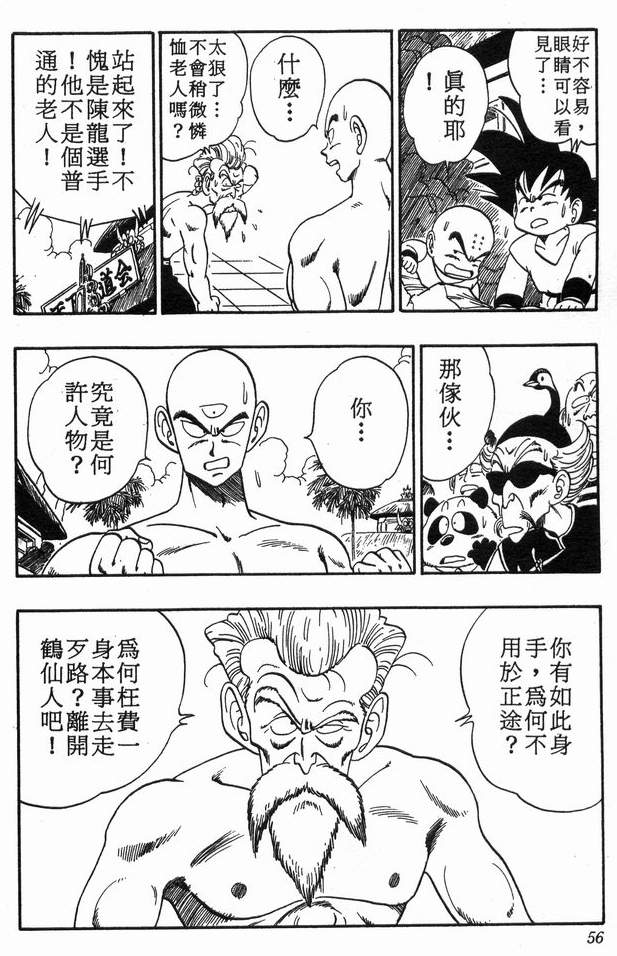 好不容易，
眼睛可以看
見了…
真的耶
！
什麼…
太狠了…
不會稍微憐
恤老人嗎？
站起來了！不
愧是陳龍選手
！他不是個普
通的老人！
道会
那傢伙…
你…
究竟是何
許人物？
你有如此身
手，為何不
用於正途？
為何枉費一
身本事去走
歹路？離開
鶴仙人吧！
56